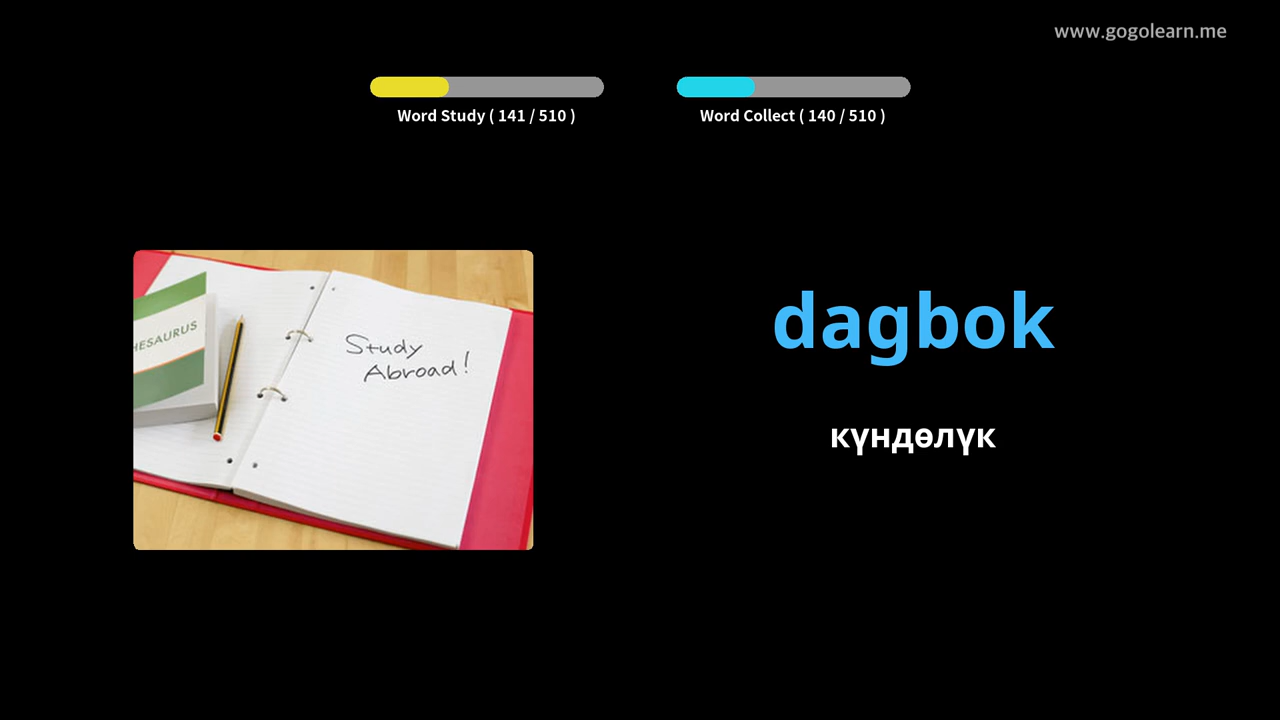 www.gogolearn.me
Word Study ( 141 / 510 )
Word Collect ( 140 / 510 )
HESAURUS
Study
Abroad!
dagbok
күндөлүк